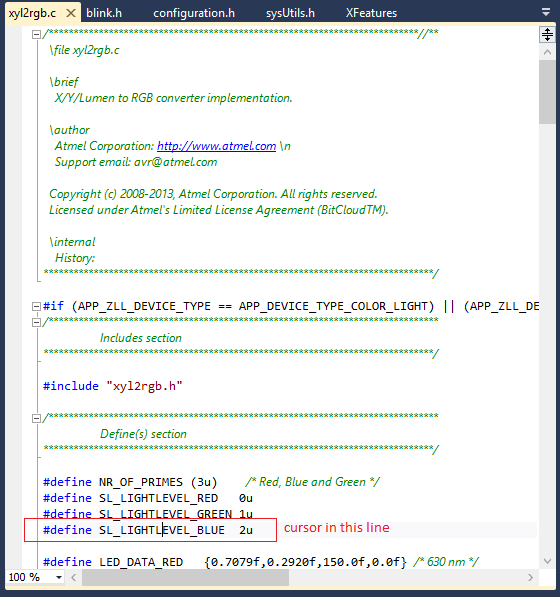 xyl2rgb.c blink.h configuration.h sysUtils.h XFeatures
/****************************************************************************//**
\file xyl2rgb.c
\brief
X/Y/Lumen to RGB converter implementation.
\author
Atmel Corporation: http://www.atmel.com \n
Support email: avr@atmel.com
Copyright (c) 2008-2013, Atmel Corporation. All rights reserved.
Licensed under Atmel's Limited License Agreement (BitCloudTM).
\internal
History:
******************************************************************************/
#if (APP_ZLL_DEVICE_TYPE == APP_DEVICE_TYPE_COLOR_LIGHT) || (APP_ZLL_DE
/******************************************************************************
Includes section
******************************************************************************/
#include "xyl2rgb.h"
/******************************************************************************
Define(s) section
******************************************************************************/
#define NR_OF_PRIMES (3u) /* Red, Blue and Green */
#define SL_LIGHTLEVEL_RED 0u
#define SL_LIGHTLEVEL_GREEN 1u
#define SL_LIGHTLEVEL_BLUE 2u cursor in this line
#define LED_DATA_RED {0.7079f,0.2920f,150.0f,0.0f} /* 630 nm */
100 %